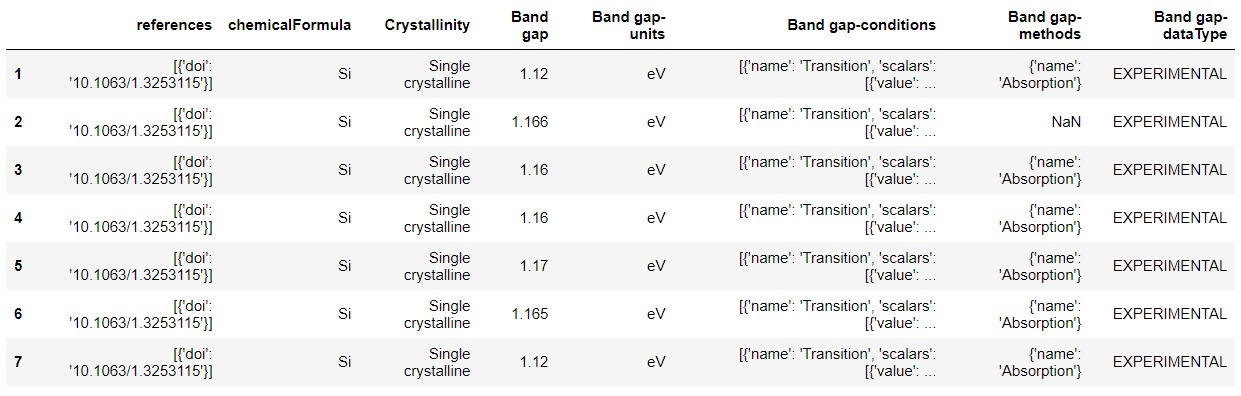 references chemicalFormula Crystallinity Band gap Band gap-units Band gap-conditions Band gap-methods Band gap-dataType
1 [{'doi': '10.1063/1.3253115'}] Si Single crystalline 1.12 eV [{'name': 'Transition', 'scalars': [{'value': ... {'name': 'Absorption'} EXPERIMENTAL
2 [{'doi': '10.1063/1.3253115'}] Si Single crystalline 1.166 eV [{'name': 'Transition', 'scalars': [{'value': ... NaN EXPERIMENTAL
3 [{'doi': '10.1063/1.3253115'}] Si Single crystalline 1.16 eV [{'name': 'Transition', 'scalars': [{'value': ... {'name': 'Absorption'} EXPERIMENTAL
4 [{'doi': '10.1063/1.3253115'}] Si Single crystalline 1.16 eV [{'name': 'Transition', 'scalars': [{'value': ... {'name': 'Absorption'} EXPERIMENTAL
5 [{'doi': '10.1063/1.3253115'}] Si Single crystalline 1.17 eV [{'name': 'Transition', 'scalars': [{'value': ... {'name': 'Absorption'} EXPERIMENTAL
6 [{'doi': '10.1063/1.3253115'}] Si Single crystalline 1.165 eV [{'name': 'Transition', 'scalars': [{'value': ... {'name': 'Absorption'} EXPERIMENTAL
7 [{'doi': '10.1063/1.3253115'}] Si Single crystalline 1.12 eV [{'name': 'Transition', 'scalars': [{'value': ... {'name': 'Absorption'} EXPERIMENTAL